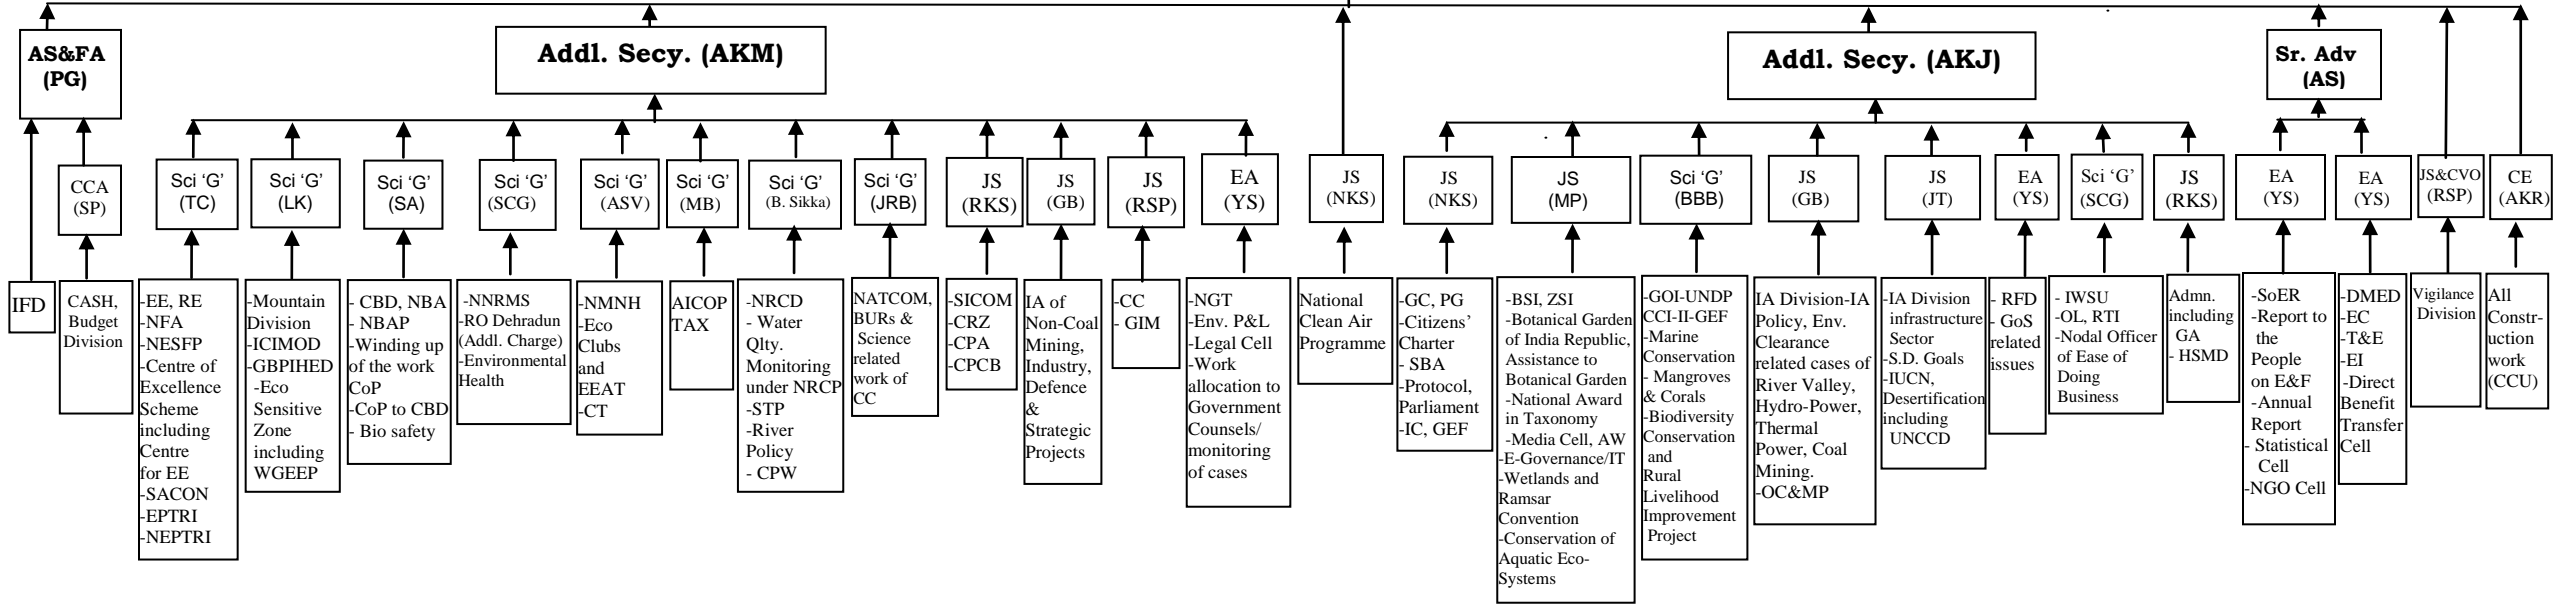 AS&FA
(PG)
Addl. Secy. (AKM)
Addl. Secy. (AKJ)
Sr. Adv
(AS)
CCA
(SP)
Sci ‘G’
(TC)
Sci ‘G’
(LK)
Sci ‘G’
(SA)
Sci ‘G’
(SCG)
Sci ‘G’
(ASV)
Sci ‘G’
(MB)
Sci ‘G’
(B. Sikka)
Sci ‘G’
(JRB)
JS
(RKS)
JS
(GB)
JS
(RSP)
EA
(YS)
JS
(NKS)
JS
(NKS)
JS
(MP)
Sci ‘G’
(BBB)
JS
(GB)
JS
(JT)
EA
(YS)
Sci ‘G’
(SCG)
JS
(RKS)
EA
(YS)
EA
(YS)
JS&CVO
(RSP)
CE
(AKR)
IFD
CASH,
Budget
Division
-EE, RE
-NFA
-NESFP
-Centre of
Excellence
Scheme
including
Centre
for EE
-SACON
-EPTRI
-NEPTRI
-Mountain
Division
-ICIMOD
-GBPIHED
-Eco
Sensitive
Zone
including
WGEEP
- CBD, NBA
- NBAP
-Winding up
of the work
CoP
-CoP to CBD
- Bio safety
-NNRMS
-RO Dehradun
(Addl. Charge)
-Environmental
Health
-NMNH
-Eco
Clubs
and
EEAT
-CT
AICOP
TAX
-NRCD
- Water
Qlty.
Monitoring
under NRCP
-STP
-River
Policy
- CPW
NATCOM,
BURs &
Science
related
work of
CC
-SICOM
-CRZ
-CPA
-CPCB
IA of
Non-Coal
Mining,
Industry,
Defence
&
Strategic
Projects
-CC
- GIM
-NGT
-Env. P&L
-Legal Cell
-Work
allocation to
Government
Counsels/
monitoring
of cases
National
Clean Air
Programme
-GC, PG
-Citizens’
Charter
- SBA
-Protocol,
Parliament
-IC, GEF
-BSI, ZSI
-Botanical Garden
of India Republic,
Assistance to
Botanical Garden
-National Award
in Taxonomy
-Media Cell, AW
-E-Governance/IT
-Wetlands and
Ramsar
Convention
-Conservation of
Aquatic Eco-
Systems
-GOI-UNDP
CCI-II-GEF
-Marine
Conservation
- Mangroves
& Corals
-Biodiversity
Conservation
and
Rural
Livelihood
Improvement
Project
IA Division-IA
Policy, Env.
Clearance
related cases of
River Valley,
Hydro-Power,
Thermal
Power, Coal
Mining.
-OC&MP
-IA Division
infrastructure
Sector
-S.D. Goals
-IUCN,
Desertification
including
UNCCD
- RFD
- GoS
related
issues
- IWSU
-OL, RTI
-Nodal Officer
of Ease of
Doing
Business
Admn.
including
GA
- HSMD
-SoER
-Report to
the
People
on E&F
-Annual
Report
- Statistical
Cell
-NGO Cell
-DMED
-EC
-T&E
-EI
-Direct
Benefit
Transfer
Cell
Vigilance
Division
All
Constr-
uction
work
(CCU)